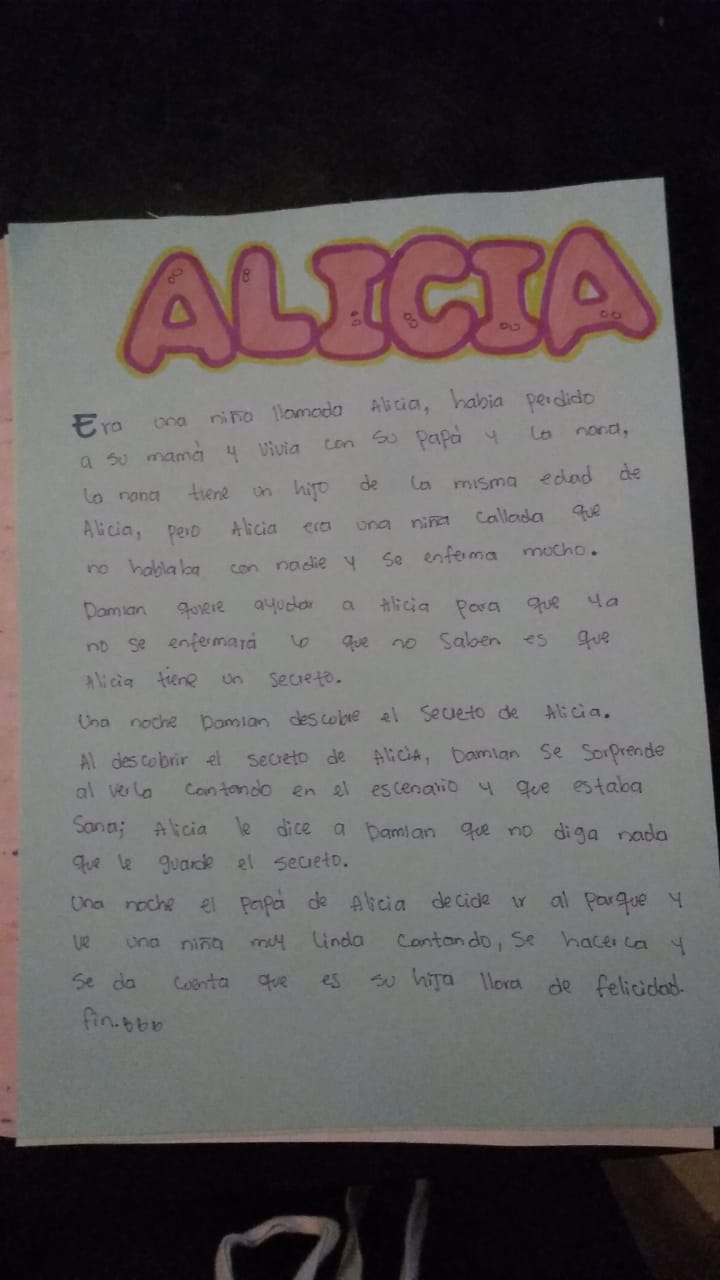 ALICIA
Era una niña llamada Alicia, habia perdido
a su mamá y vivia con su papá y la nana,
la nana tiene un hijo de la misma edad de
Alicia, pero Alicia era una niña callada que
no hablaba con nadie y se enferma mucho.
Damian quiere ayudar a Alicia para que ya
no se enfermará lo que no saben es que
Alicia tiene un secreto.
Una noche Damian descubre el secreto de Alicia.
Al descubrir el secreto de Alicia, Damian se sorprende
al verla cantando en el escenario y que estaba
sana; Alicia le dice a Damian que no diga nada
que le guarde el secreto.
Una noche el papá de Alicia decide ir al parque y
ve una niña muy linda cantando, se hacerca y
se da cuenta que es su hija llora de felicidad.
fin.